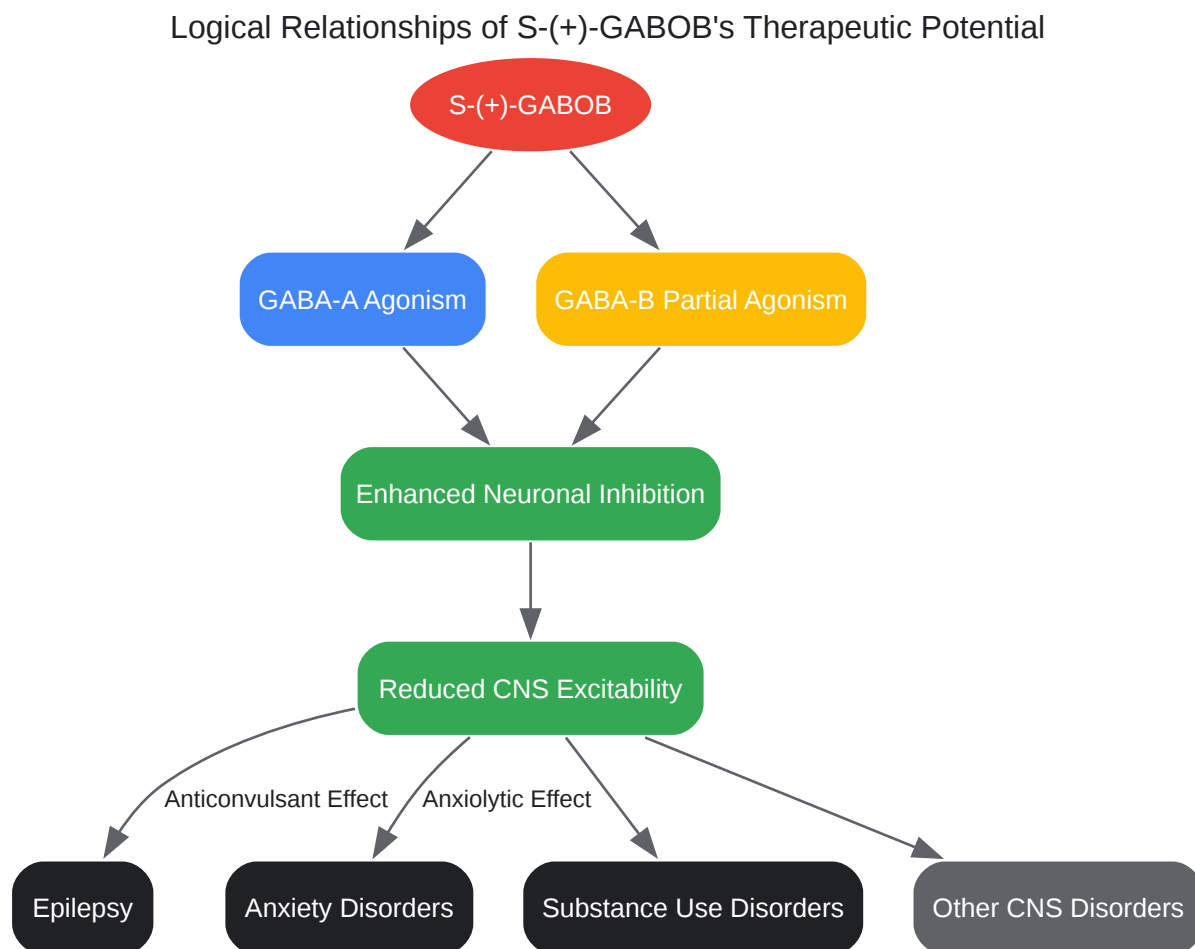 Logical Relationships of S-(+)-GABOB's Therapeutic Potential
S-(+)-GABOB
GABA-A Agonism
GABA-B Partial Agonism
Enhanced Neuronal Inhibition
Reduced CNS Excitability
Anticonvulsant Effect
Anxiolytic Effect
Epilepsy
Anxiety Disorders
Substance Use Disorders
Other CNS Disorders